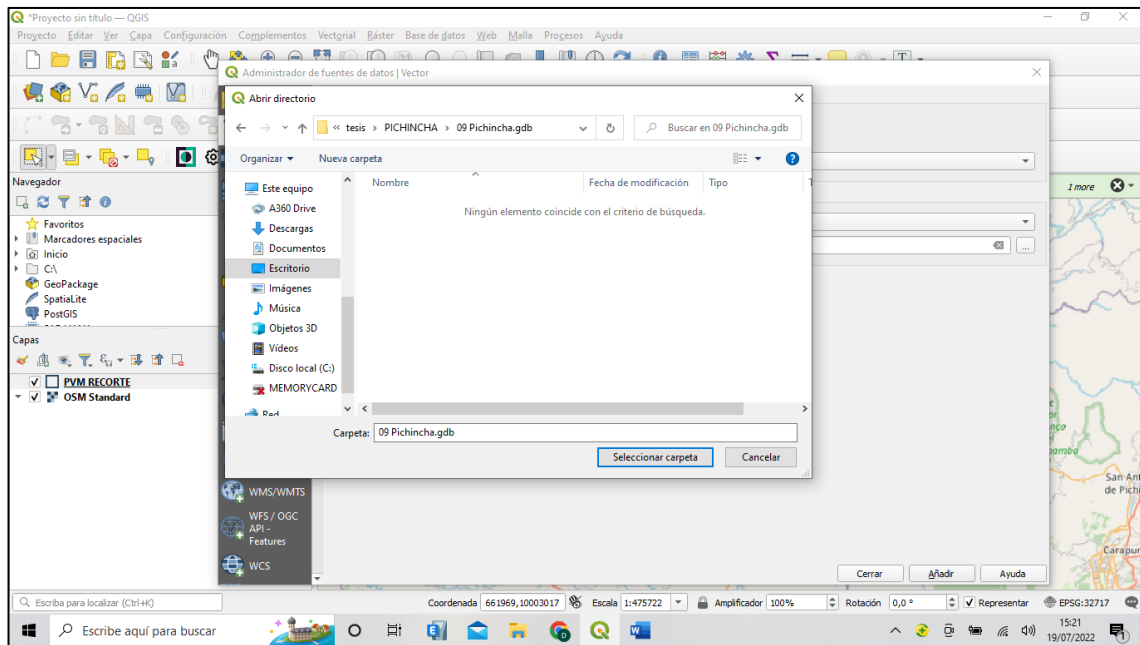 *Proyecto sin título — QGIS
Proyecto Editar Ver Capa Configuración Complementos Vectorial Ráster Base de datos Web Malla Procesos Ayuda
Administrador de fuentes de datos | Vector
Abrir directorio
« tesis › PICHINCHA › 09 Pichincha.gdb
Buscar en 09 Pichincha.gdb
Organizar Nueva carpeta
Navegador
Favoritos
Marcadores espaciales
Inicio
C:\
GeoPackage
SpatiaLite
PostGIS
Capas
PVM RECORTE
OSM Standard
Este equipo
A360 Drive
Descargas
Documentos
Escritorio
Imágenes
Música
Objetos 3D
Vídeos
Disco local (C:)
MEMORYCARD
Red
Nombre Fecha de modificación Tipo
Ningún elemento coincide con el criterio de búsqueda.
Carpeta: 09 Pichincha.gdb
Seleccionar carpeta Cancelar
WMS/WMTS
WFS / OGC
API -
Features
WCS
1 more
San Ant
de Pich
Carapu
Cerrar Añadir Ayuda
Escriba para localizar (Ctrl+K)
Coordenada 661969,10003017 Escala 1:475722 Amplificador 100% Rotación 0,0 ° Representar EPSG:32717
Escribe aquí para buscar
15:21
19/07/2022